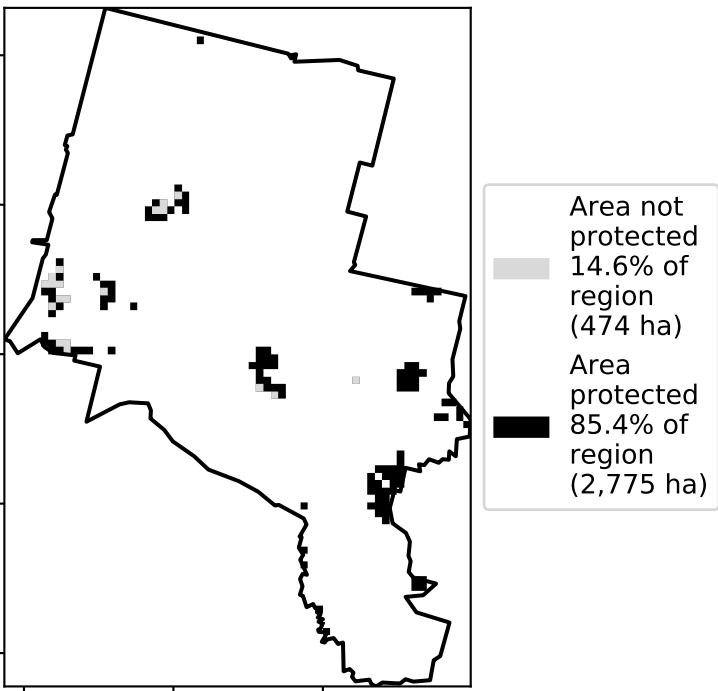 Area not
protected
14.6% of
region
(474 ha)
Area
protected
85.4% of
region
(2,775 ha)